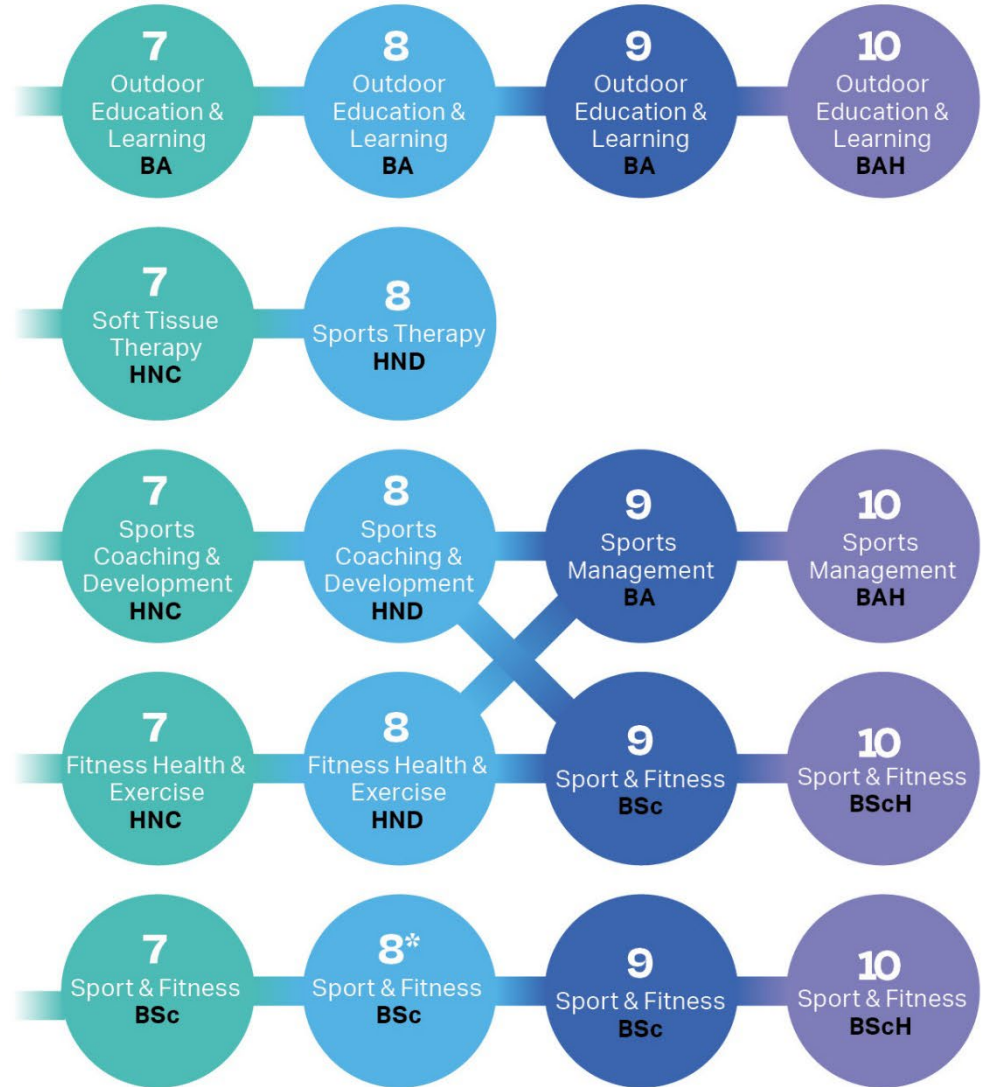 7
Outdoor
Education &
Learning
BA
8
Outdoor
Education &
Learning
BA
9
Outdoor
Education &
Learning
BA
10
Outdoor
Education &
Learning
BAH
7
Soft Tissue
Therapy
HNC
8
Sports Therapy
HND
7
Sports
Coaching &
Development
HNC
8
Sports
Coaching &
Development
HND
9
Sports
Management
BA
10
Sports
Management
BAH
7
Fitness Health &
Exercise
HNC
8
Fitness Health &
Exercise
HND
9
Sport & Fitness
BSc
10
Sport & Fitness
BScH
7
Sport & Fitness
BSc
8*
Sport & Fitness
BSc
9
Sport & Fitness
BSc
10
Sport & Fitness
BScH